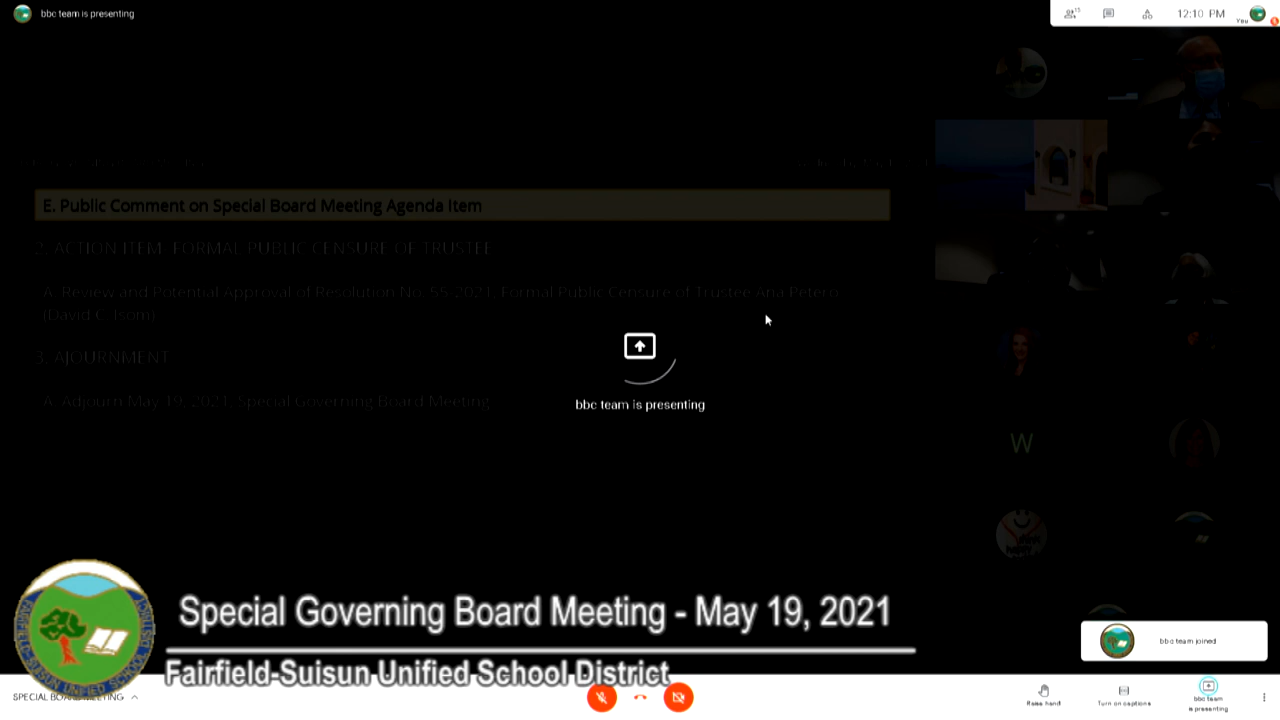 bbc team is presenting
15
12:10 PM
You
E. Public Comment on Special Board Meeting Agenda Item
2. ACTION ITEM: FORMAL PUBLIC CENSURE OF TRUSTEE
A. Review and Potential Approval of Resolution No. 55-2021, Formal Public Censure of Trustee Ana Petero
(David C. Isom)
3. AJOURNMENT
A. Adjourn May 19, 2021, Special Governing Board Meeting
bbc team is presenting
W
Special Governing Board Meeting - May 19, 2021
Fairfield-Suisun Unified School District
bbc team joined
SPECIAL BOARD MEETING
Raise hand
Turn on captions
bbc team
is presenting